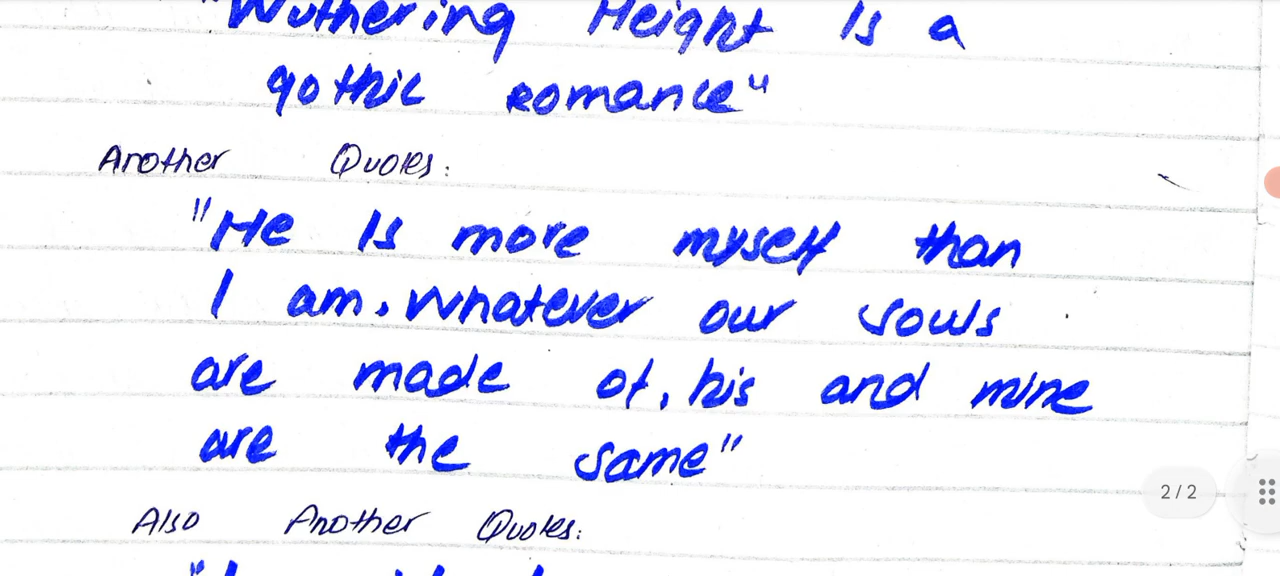 "Wuthering Height Is a
gothic romance"
Another Quotes:
"He Is more myself than
I am. Whatever our souls
are made of, his and mine
are the same"
Also Another Quotes:
2/2